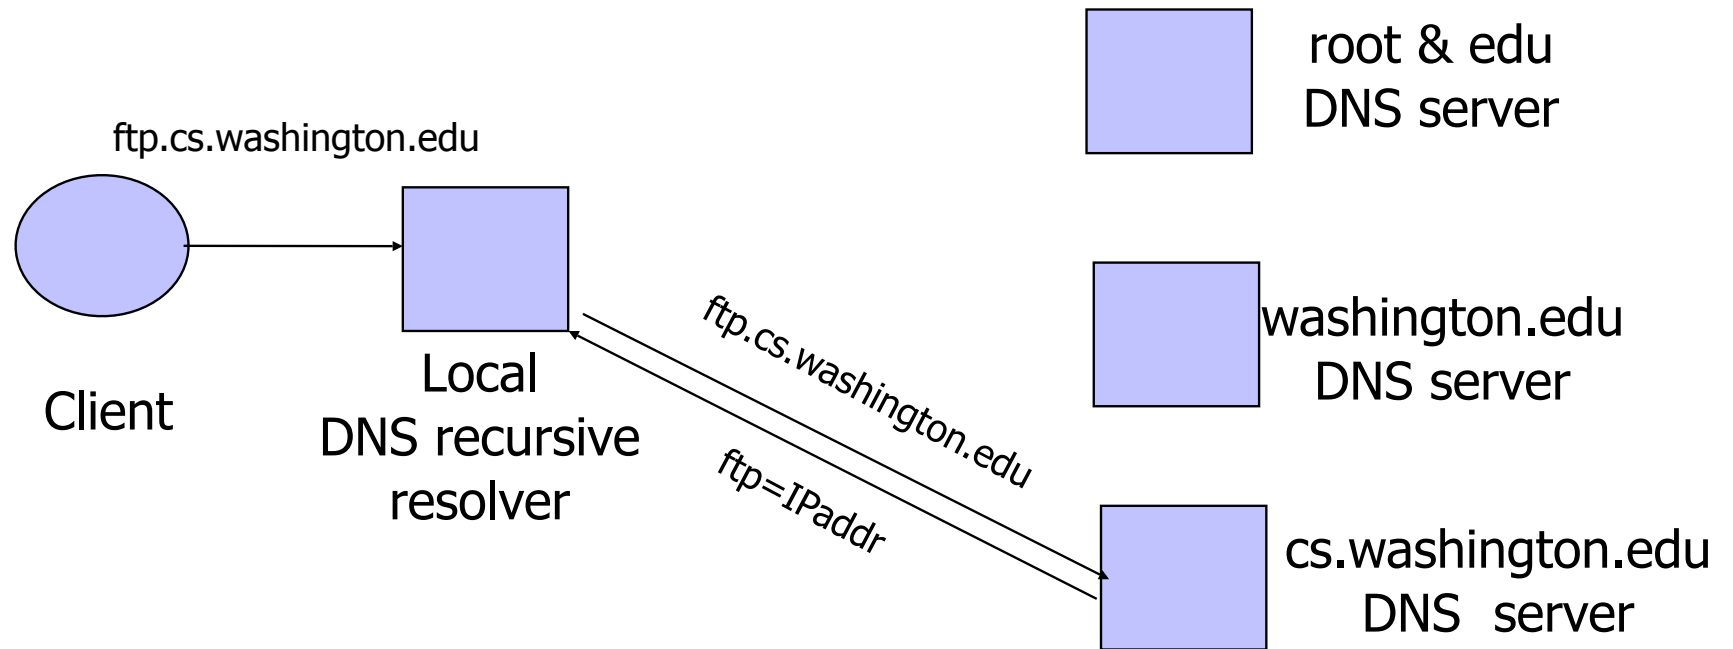 root & edu
DNS server
ftp.cs.washington.edu
Client
Local
DNS recursive
resolver
ftp.cs.washington.edu
ftp=IPaddr
washington.edu
DNS server
cs.washington.edu
DNS server